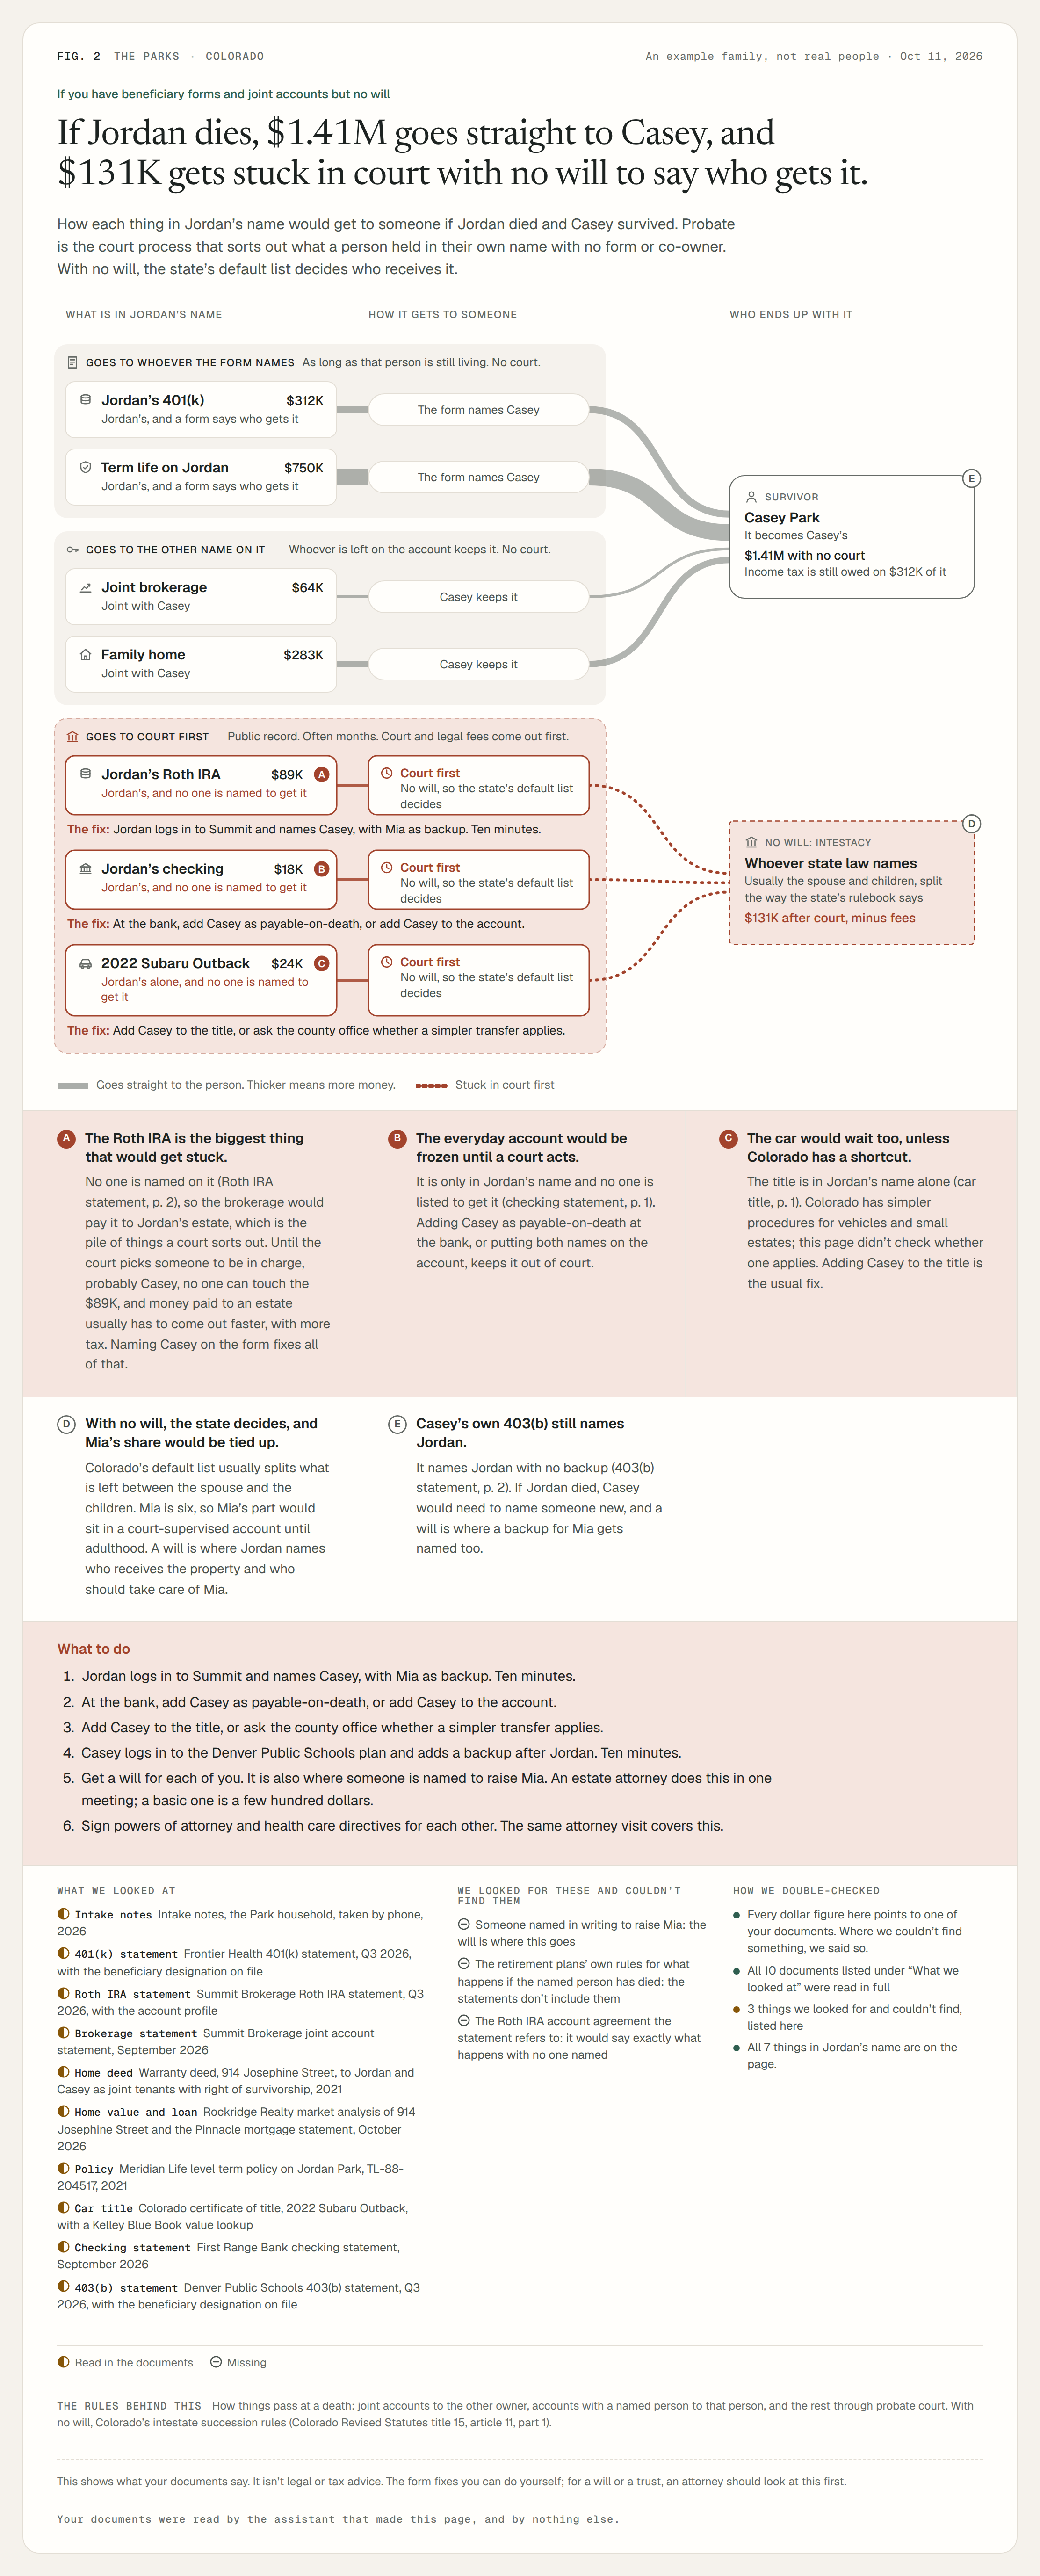 FIG. 2 THE PARKS · COLORADO
An example family, not real people · Oct 11, 2026
If you have beneficiary forms and joint accounts but no will
If Jordan dies, $1.41M goes straight to Casey, and
$131K gets stuck in court with no will to say who gets it.
How each thing in Jordan’s name would get to someone if Jordan died and Casey survived. Probate
is the court process that sorts out what a person held in their own name with no form or co-owner.
With no will, the state’s default list decides who receives it.
WHAT IS IN JORDAN’S NAME
HOW IT GETS TO SOMEONE
WHO ENDS UP WITH IT
GOES TO WHOEVER THE FORM NAMES As long as that person is still living. No court.
Jordan’s 401(k) $312K
Jordan’s, and a form says who gets it
The form names Casey
Term life on Jordan $750K
Jordan’s, and a form says who gets it
The form names Casey
GOES TO THE OTHER NAME ON IT Whoever is left on the account keeps it. No court.
Joint brokerage $64K
Joint with Casey
Casey keeps it
Family home $283K
Joint with Casey
Casey keeps it
E
SURVIVOR
Casey Park
It becomes Casey’s
$1.41M with no court
Income tax is still owed on $312K of it
GOES TO COURT FIRST Public record. Often months. Court and legal fees come out first.
Jordan’s Roth IRA $89K A
Jordan’s, and no one is named to get it
Court first
No will, so the state’s default list
decides
The fix: Jordan logs in to Summit and names Casey, with Mia as backup. Ten minutes.
Jordan’s checking $18K B
Jordan’s, and no one is named to get it
Court first
No will, so the state’s default list
decides
The fix: At the bank, add Casey as payable-on-death, or add Casey to the account.
2022 Subaru Outback $24K C
Jordan’s alone, and no one is named to
get it
Court first
No will, so the state’s default list
decides
The fix: Add Casey to the title, or ask the county office whether a simpler transfer applies.
D
NO WILL: INTESTACY
Whoever state law names
Usually the spouse and children, split
the way the state’s rulebook says
$131K after court, minus fees
Goes straight to the person. Thicker means more money.
Stuck in court first
A
The Roth IRA is the biggest thing
that would get stuck.
No one is named on it (Roth IRA
statement, p. 2), so the brokerage would
pay it to Jordan’s estate, which is the
pile of things a court sorts out. Until the
court picks someone to be in charge,
probably Casey, no one can touch the
$89K, and money paid to an estate
usually has to come out faster, with more
tax. Naming Casey on the form fixes all
of that.
B
The everyday account would be
frozen until a court acts.
It is only in Jordan’s name and no one is
listed to get it (checking statement, p. 1).
Adding Casey as payable-on-death at
the bank, or putting both names on the
account, keeps it out of court.
C
The car would wait too, unless
Colorado has a shortcut.
The title is in Jordan’s name alone (car
title, p. 1). Colorado has simpler
procedures for vehicles and small
estates; this page didn’t check whether
one applies. Adding Casey to the title is
the usual fix.
D
With no will, the state decides, and
Mia’s share would be tied up.
Colorado’s default list usually splits what
is left between the spouse and the
children. Mia is six, so Mia’s part would
sit in a court-supervised account until
adulthood. A will is where Jordan names
who receives the property and who
should take care of Mia.
E
Casey’s own 403(b) still names
Jordan.
It names Jordan with no backup (403(b)
statement, p. 2). If Jordan died, Casey
would need to name someone new, and a
will is where a backup for Mia gets
named too.
What to do
1. Jordan logs in to Summit and names Casey, with Mia as backup. Ten minutes.
2. At the bank, add Casey as payable-on-death, or add Casey to the account.
3. Add Casey to the title, or ask the county office whether a simpler transfer applies.
4. Casey logs in to the Denver Public Schools plan and adds a backup after Jordan. Ten minutes.
5. Get a will for each of you. It is also where someone is named to raise Mia. An estate attorney does this in one
meeting; a basic one is a few hundred dollars.
6. Sign powers of attorney and health care directives for each other. The same attorney visit covers this.
WHAT WE LOOKED AT
Intake notes Intake notes, the Park household, taken by phone,
2026
401(k) statement Frontier Health 401(k) statement, Q3 2026,
with the beneficiary designation on file
Roth IRA statement Summit Brokerage Roth IRA statement, Q3
2026, with the account profile
Brokerage statement Summit Brokerage joint account
statement, September 2026
Home deed Warranty deed, 914 Josephine Street, to Jordan and
Casey as joint tenants with right of survivorship, 2021
Home value and loan Rockridge Realty market analysis of 914
Josephine Street and the Pinnacle mortgage statement, October
2026
Policy Meridian Life level term policy on Jordan Park, TL-88-
204517, 2021
Car title Colorado certificate of title, 2022 Subaru Outback,
with a Kelley Blue Book value lookup
Checking statement First Range Bank checking statement,
September 2026
403(b) statement Denver Public Schools 403(b) statement, Q3
2026, with the beneficiary designation on file
WE LOOKED FOR THESE AND COULDN’T
FIND THEM
Someone named in writing to raise Mia: the
will is where this goes
The retirement plans’ own rules for what
happens if the named person has died: the
statements don’t include them
The Roth IRA account agreement the
statement refers to: it would say exactly what
happens with no one named
HOW WE DOUBLE-CHECKED
Every dollar figure here points to one of
your documents. Where we couldn’t find
something, we said so.
All 10 documents listed under “What we
looked at” were read in full
3 things we looked for and couldn’t find,
listed here
All 7 things in Jordan’s name are on the
page.
Read in the documents
Missing
THE RULES BEHIND THIS How things pass at a death: joint accounts to the other owner, accounts with a named person to that person, and the rest through probate court. With
no will, Colorado’s intestate succession rules (Colorado Revised Statutes title 15, article 11, part 1).
This shows what your documents say. It isn’t legal or tax advice. The form fixes you can do yourself; for a will or a trust, an attorney should look at this first.
Your documents were read by the assistant that made this page, and by nothing else.